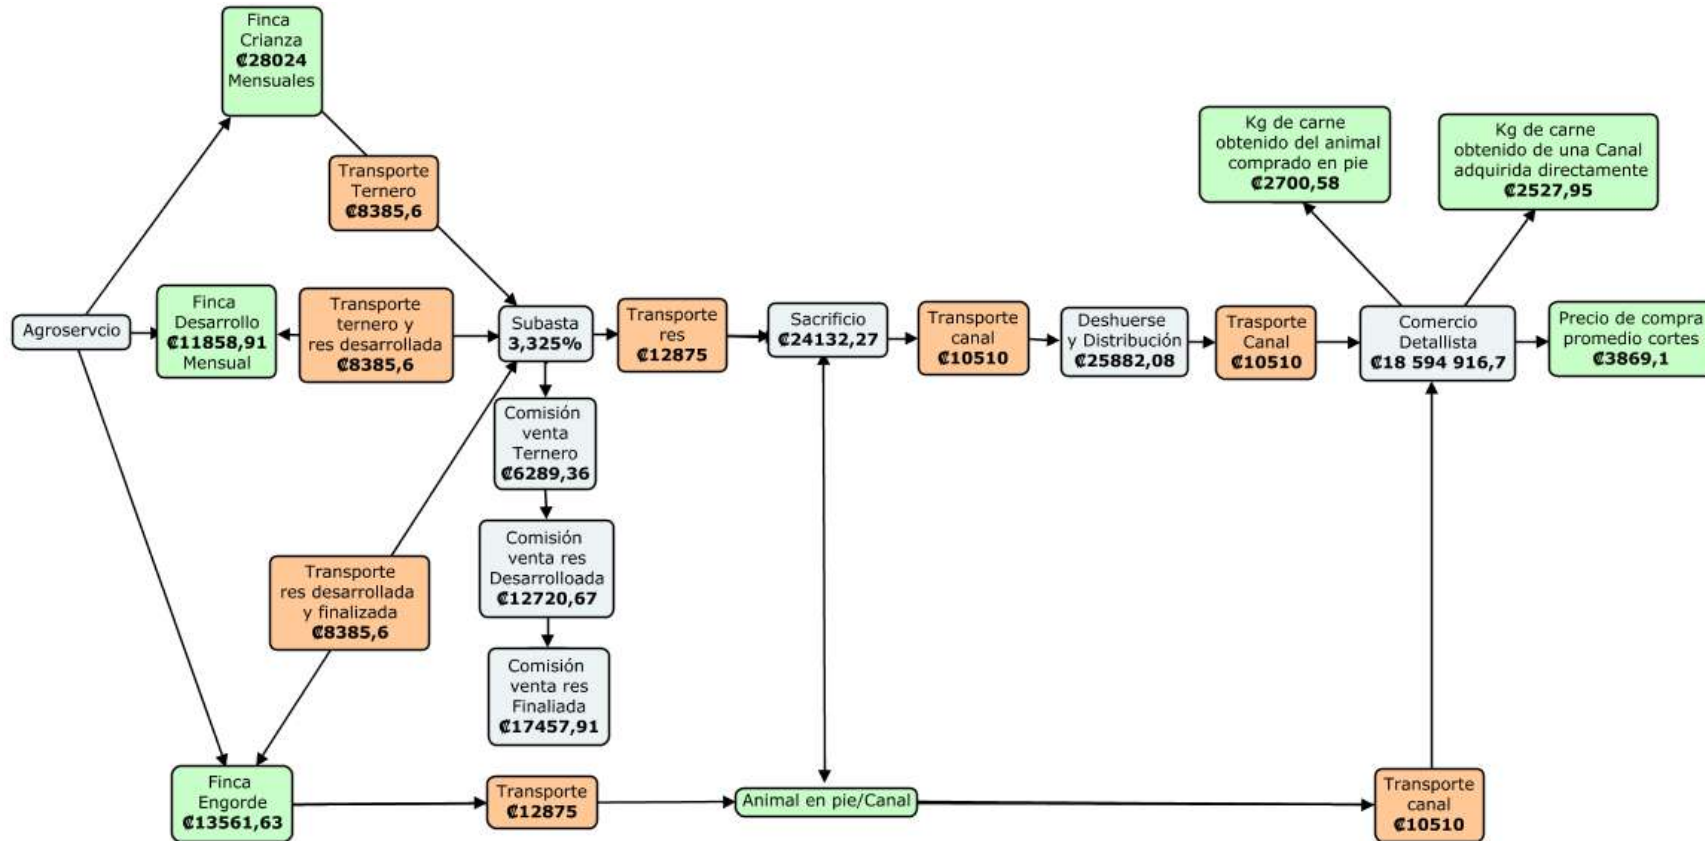 Finca
Crianza
₡28024
Mensuales
Transporte
Ternero
₡8385,6
Kg de carne
obtenido del animal
comprado en pie
₡2700,58
Kg de carne
obtenido de una Canal
adquirida directamente
₡2527,95
Agroservcio
Finca
Desarrollo
₡11858,91
Mensual
Transporte
ternero y
res desarrollada
₡8385,6
Subasta
3,325%
Transporte
res
₡12875
Sacrificio
₡24132,27
Transporte
canal
₡10510
Deshuerse
y Distribución
₡25882,08
Trasporte
Canal
₡10510
Comercio
Detallista
₡18 594 916,7
Precio de compra
promedio cortes
₡3869,1
Comisión
venta
Ternero
₡6289,36
Comisión
venta res
Desarrolloada
₡12720,67
Transporte
res desarrollada
y finalizada
₡8385,6
Comisión
venta res
Finaliada
₡17457,91
Finca
Engorde
₡13561,63
Transporte
₡12875
Animal en pie/Canal
Transporte
canal
₡10510